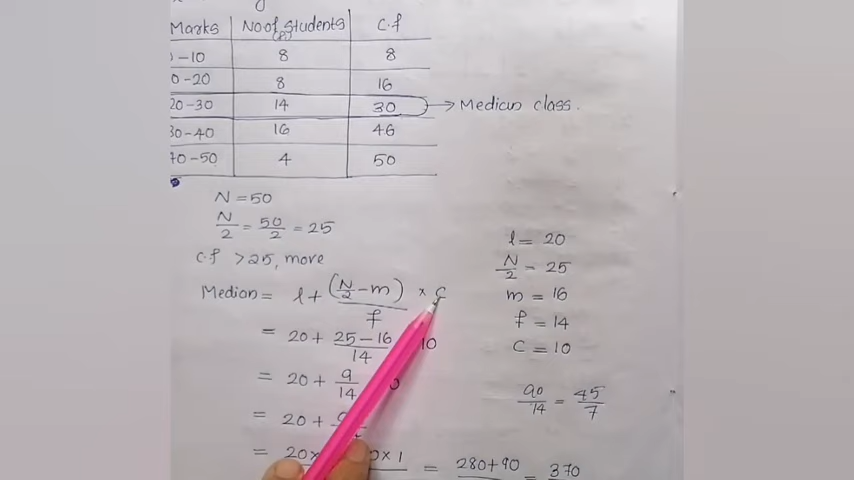 Marks No.of students C.f
(f)
)-10 8 8
0-20 8 16
20-30 14 30 → Median class.
30-40 16 46
40-50 4 50
N = 50
N/2 = 50/2 = 25
C.f > 25, more
Median = l + (N/2 - m)/f × C
= 20 + 25-16/14 10
= 20 + 9/14
= 20 +
= 20× 0×1 = 280+90 = 370
l = 20
N/2 = 25
m = 16
f = 14
C = 10
90/14 = 45/7